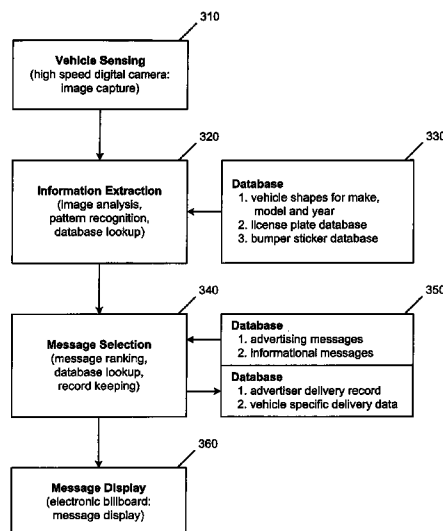 310
Vehicle Sensing
(high speed digital camera:
image capture)
320
Information Extraction
(image analysis,
pattern recognition,
database lookup)
330
Database
1. vehicle shapes for make,
model and year
2. license plate database
3. bumper sticker database
340
Message Selection
(message ranking,
database lookup,
record keeping)
350
Database
1. advertising messages
2. informational messages
Database
1. advertiser delivery record
2. vehicle specific delivery data
360
Message Display
(electronic billboard:
message display)